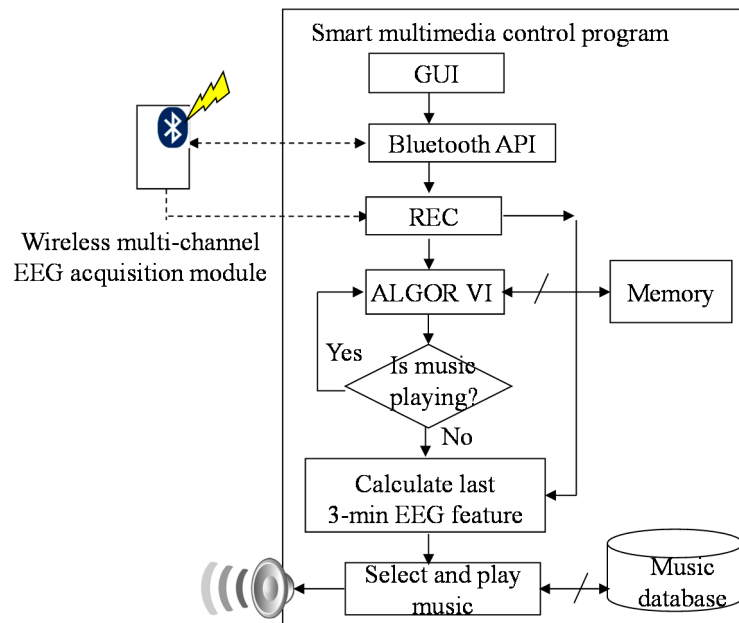 Smart multimedia control program
GUI
Bluetooth API
REC
Wireless multi-channel
EEG acquisition module
ALGOR VI
Memory
Yes
Is music
playing?
No
Calculate last
3-min EEG feature
Select and play
music
Music
database